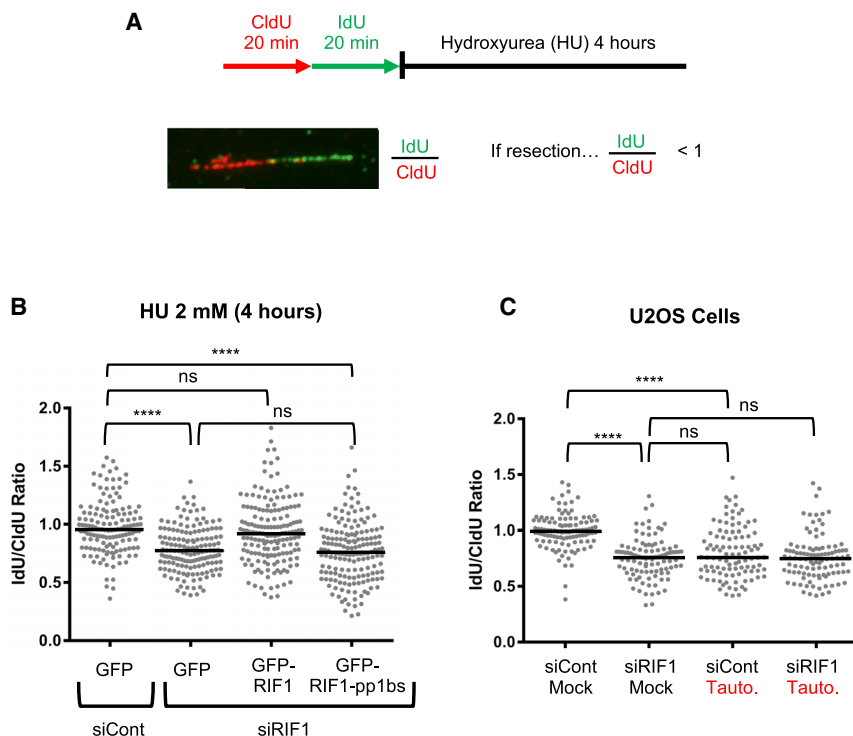 A
CldU
20 min
IdU
20 min
Hydroxyurea (HU) 4 hours
IdU
CldU
If resection...
IdU
CldU
< 1
B
HU 2 mM (4 hours)
****
ns
****
ns
2.0
1.5
1.0
0.5
0.0
IdU/CldU Ratio
GFP
GFP
GFP-
RIF1
GFP-
RIF1-pp1bs
siCont
siRIF1
C
U2OS Cells
****
ns
****
ns
2.0
1.5
1.0
0.5
0.0
IdU/CldU Ratio
siCont
Mock
siRIF1
Mock
siCont
Tauto.
siRIF1
Tauto.